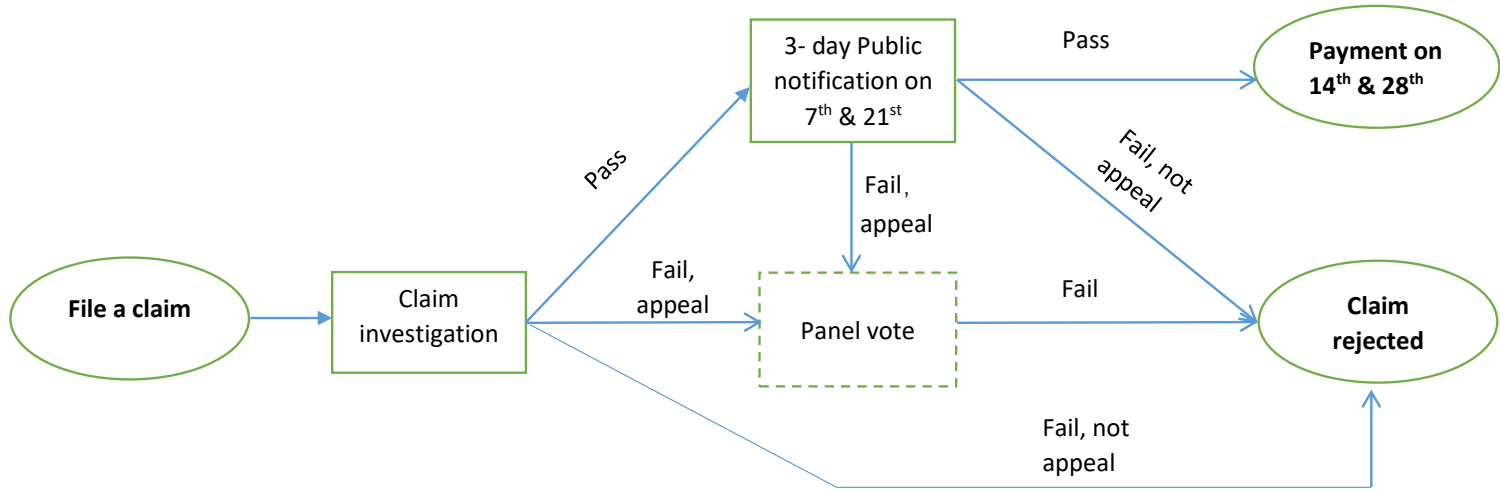 3- day Public
notification on
7th & 21st
Pass
Payment on
14th & 28th
Pass
Fail，
appeal
Fail, not
appeal
File a claim
Claim
investigation
Fail,
appeal
Panel vote
Fail
Claim
rejected
Fail, not
appeal